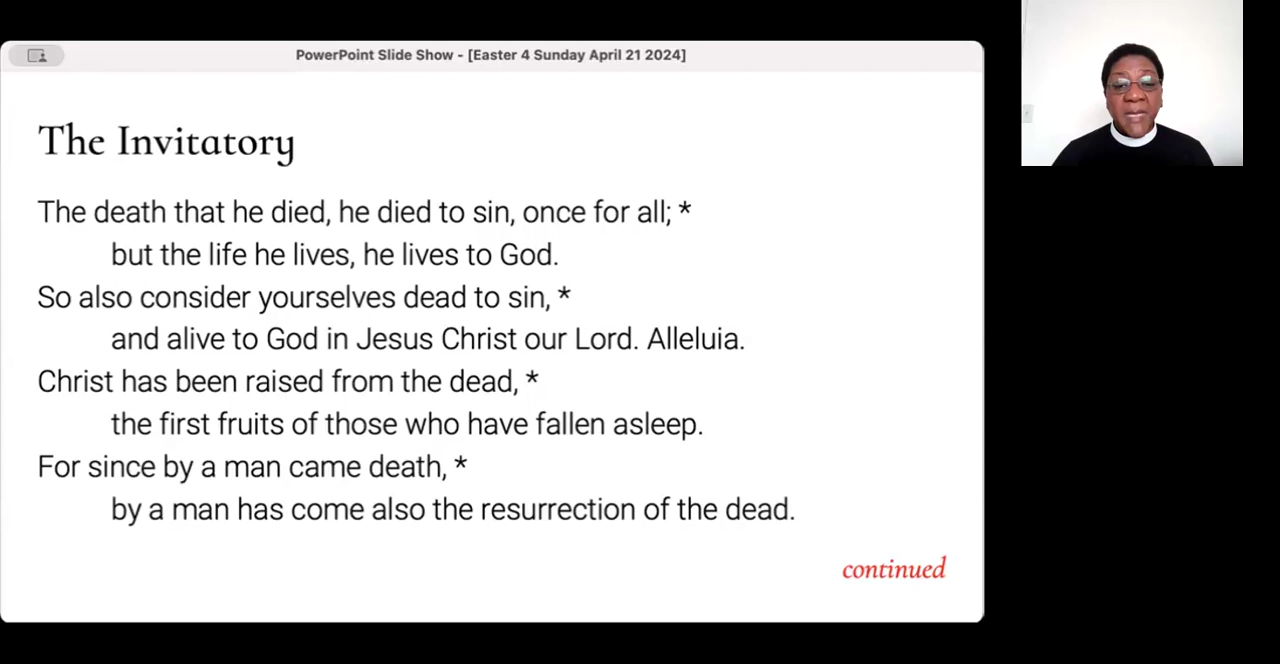 PowerPoint Slide Show - [Easter 4 Sunday April 21 2024]
The Invitatory
The death that he died, he died to sin, once for all; *
but the life he lives, he lives to God.
So also consider yourselves dead to sin, *
and alive to God in Jesus Christ our Lord. Alleluia.
Christ has been raised from the dead, *
the first fruits of those who have fallen asleep.
For since by a man came death, *
by a man has come also the resurrection of the dead.
continued